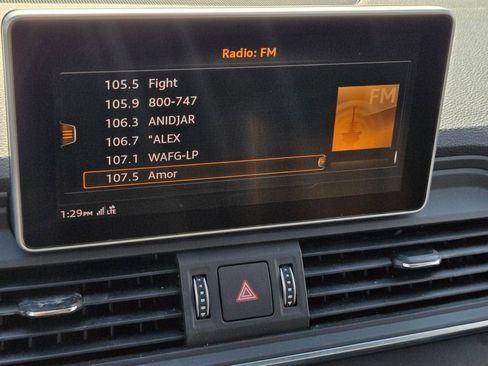 Radio: FM
105.5 Fight
105.9 800-747
106.3 ANIDJAR
106.7 "ALEX
107.1 WAFG-LP
107.5 Amor
FM
1:29PM LTE